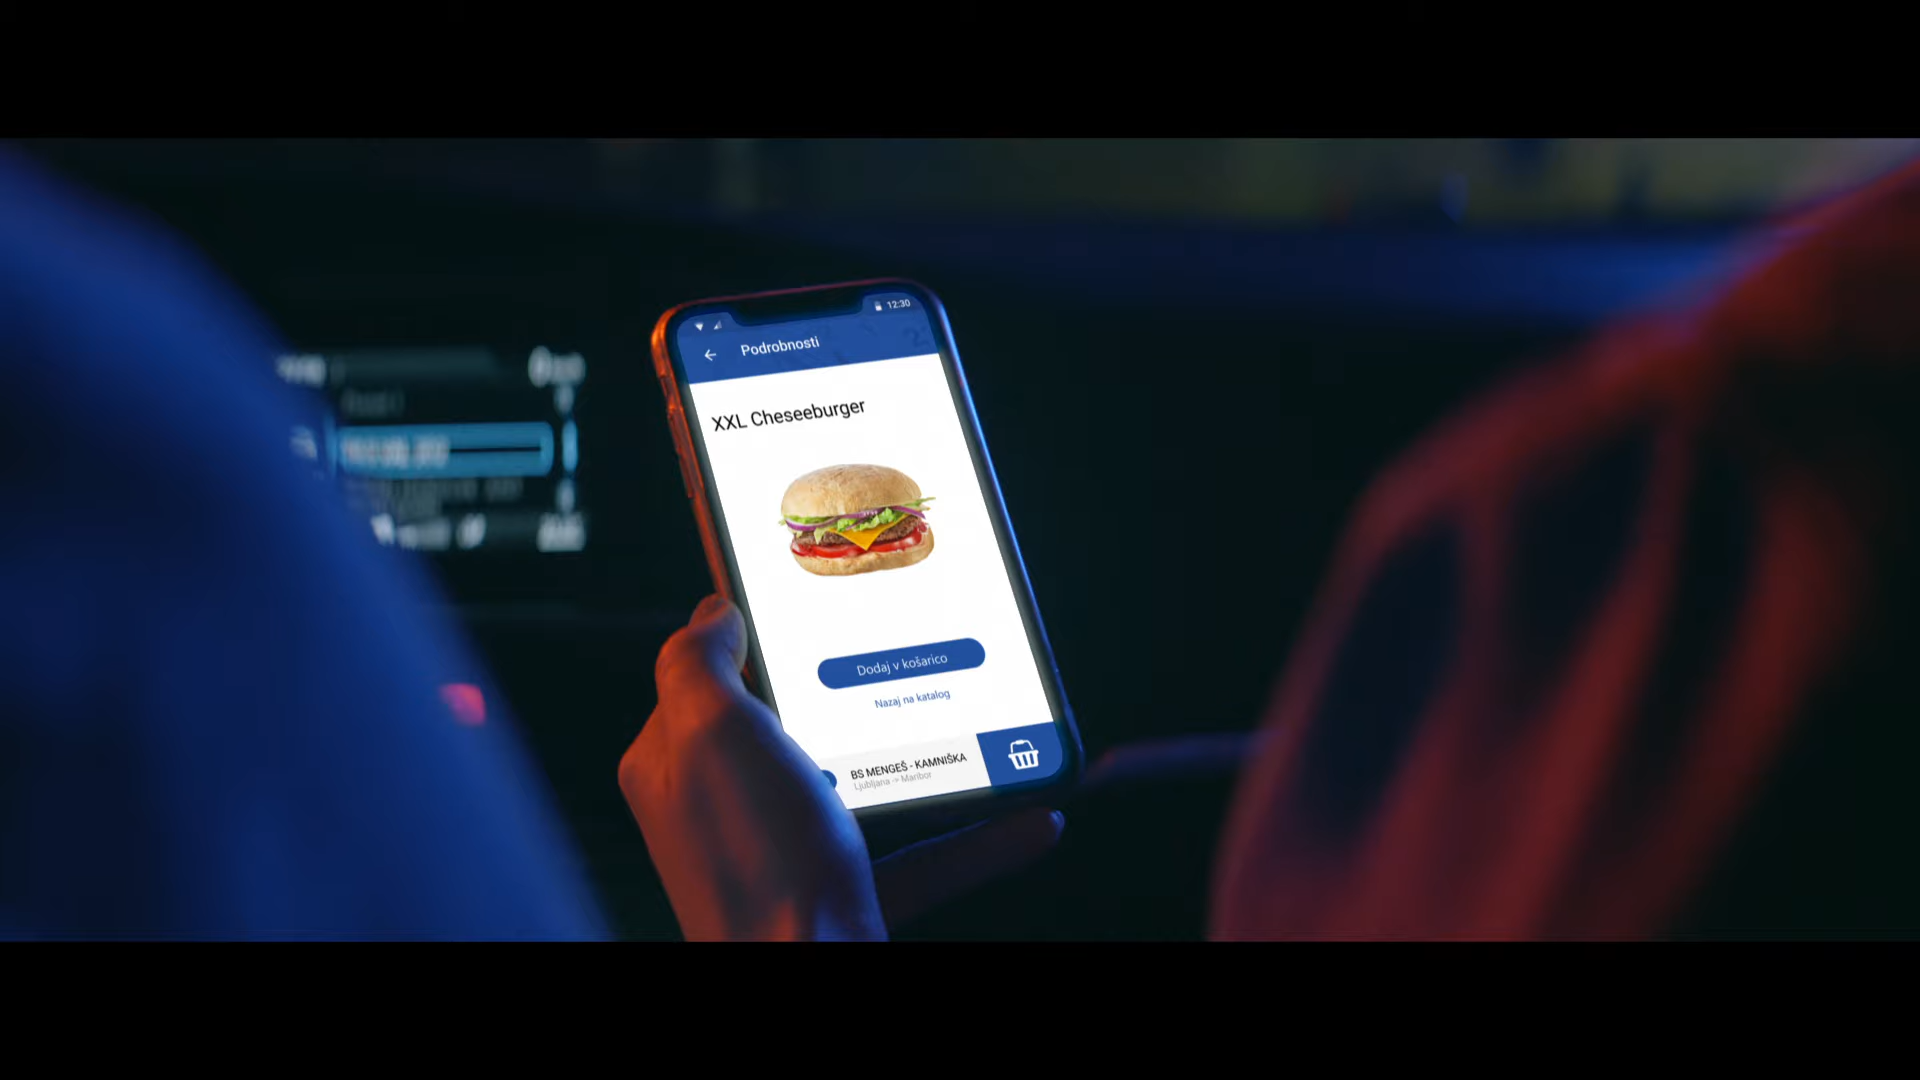 12:30
Podrobnosti
XXL Cheseeburger
Dodaj v košarico
Nazaj na katalog
BS MENGEŠ - KAMNIŠKA
Ljubljana -> Maribor